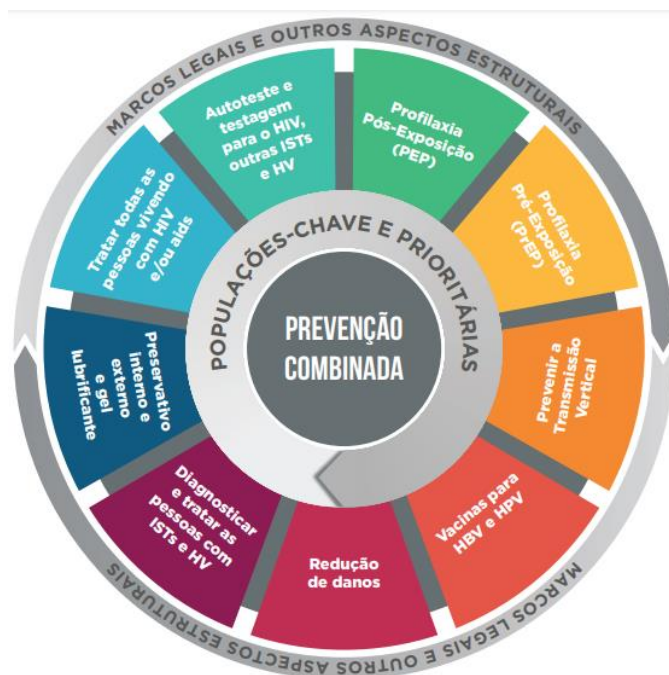 MARCOS LEGAIS E OUTROS ASPECTOS ESTRUTURAIS
Autoteste e
testagem
para o HIV,
outras ISTs
e HV
Profilaxia
Pós-Exposição
(PEP)
Profilaxia
Pré-Exposição
(PrEP)
Prevenir a
Transmissão
Vertical
Vacinas para
HBV e HPV
Redução
de danos
Diagnosticar
e tratar as
pessoas com
ISTs e HV
Preservativo
interno e
externo
e gel
lubrificante
Tratar todas as
pessoas vivendo
com HIV
e/ou aids
POPULAÇÕES-CHAVE E PRIORITÁRIAS
PREVENÇÃO
COMBINADA
MARCOS LEGAIS E OUTROS ASPECTOS ESTRUTURAIS